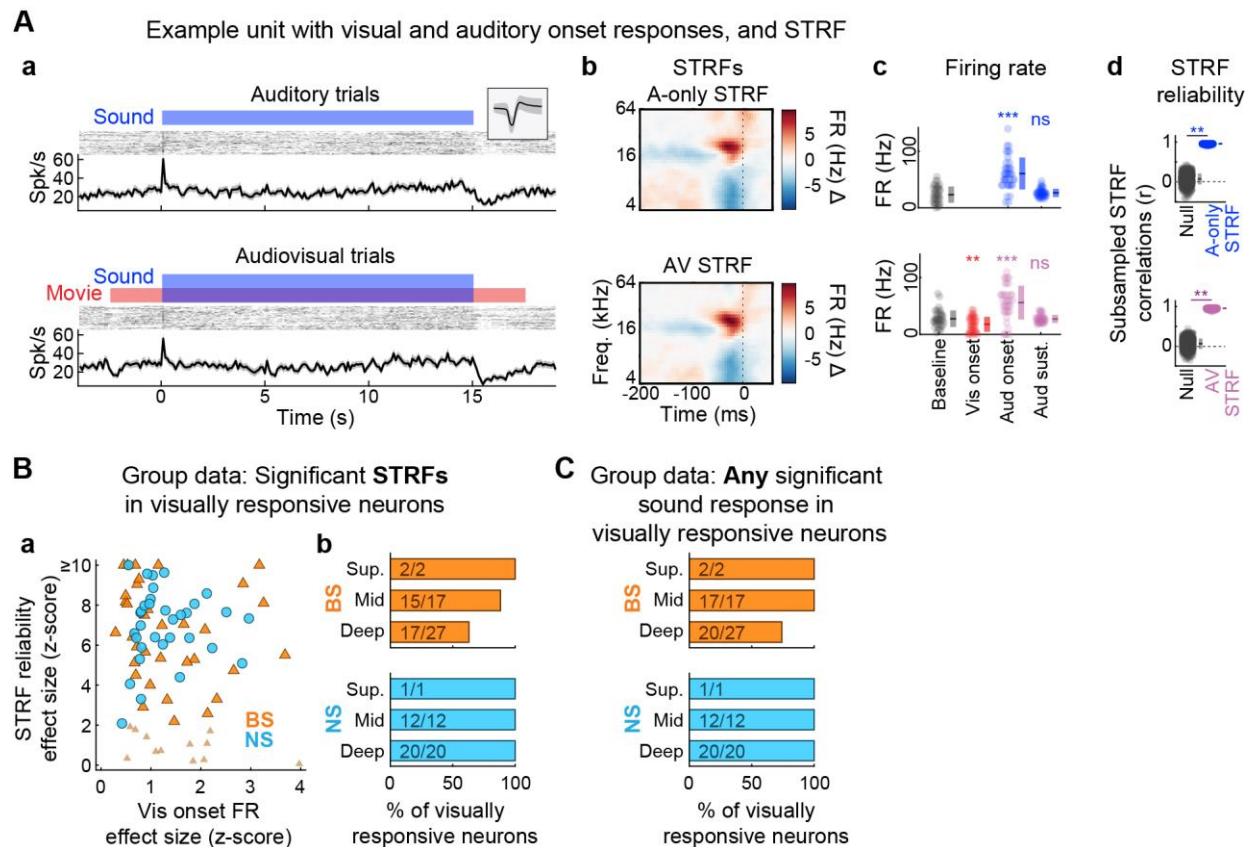 A
Example unit with visual and auditory onset responses, and STRF
a
Auditory trials
Sound
Spk/s
60
40
20
Audiovisual trials
Sound
Movie
Spk/s
60
40
20
0
5
10
15
Time (s)
b
STRFs
A-only STRF
64
16
4
5
0
-5
FR (Hz) Δ
AV STRF
64
16
4
Freq. (kHz)
-200
-100
0
Time (ms)
5
0
-5
FR (Hz) Δ
c
Firing rate
*** ns
FR (Hz)
100
0
** *** ns
FR (Hz)
100
0
Baseline
Vis onset
Aud onset
Aud sust.
d
STRF
reliability
Subsampled STRF
correlations (r)
**
1
0
Null
A-only
STRF
**
1
0
Null
AV
STRF
B
Group data: Significant STRFs
in visually responsive neurons
a
STRF reliability
effect size (z-score)
≥
10
8
6
4
2
0
BS
NS
0 1 2 3 4
Vis onset FR
effect size (z-score)
b
BS
Sup. 2/2
Mid 15/17
Deep 17/27
NS
Sup. 1/1
Mid 12/12
Deep 20/20
0 50 100
% of visually
responsive neurons
C
Group data: Any significant
sound response in
visually responsive neurons
BS
Sup. 2/2
Mid 17/17
Deep 20/27
NS
Sup. 1/1
Mid 12/12
Deep 20/20
0 50 100
% of visually
responsive neurons